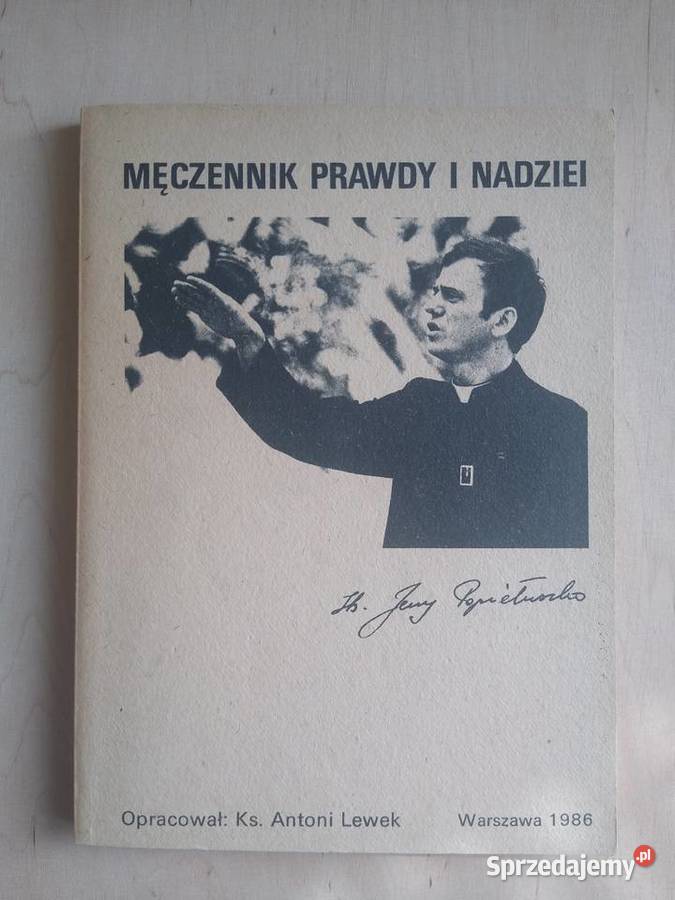 MĘCZENNIK PRAWDY I NADZIEI
Ks. Jerzy Popiełuszko
Opracował: Ks. Antoni Lewek Warszawa 1986
Sprzedajemy.pl